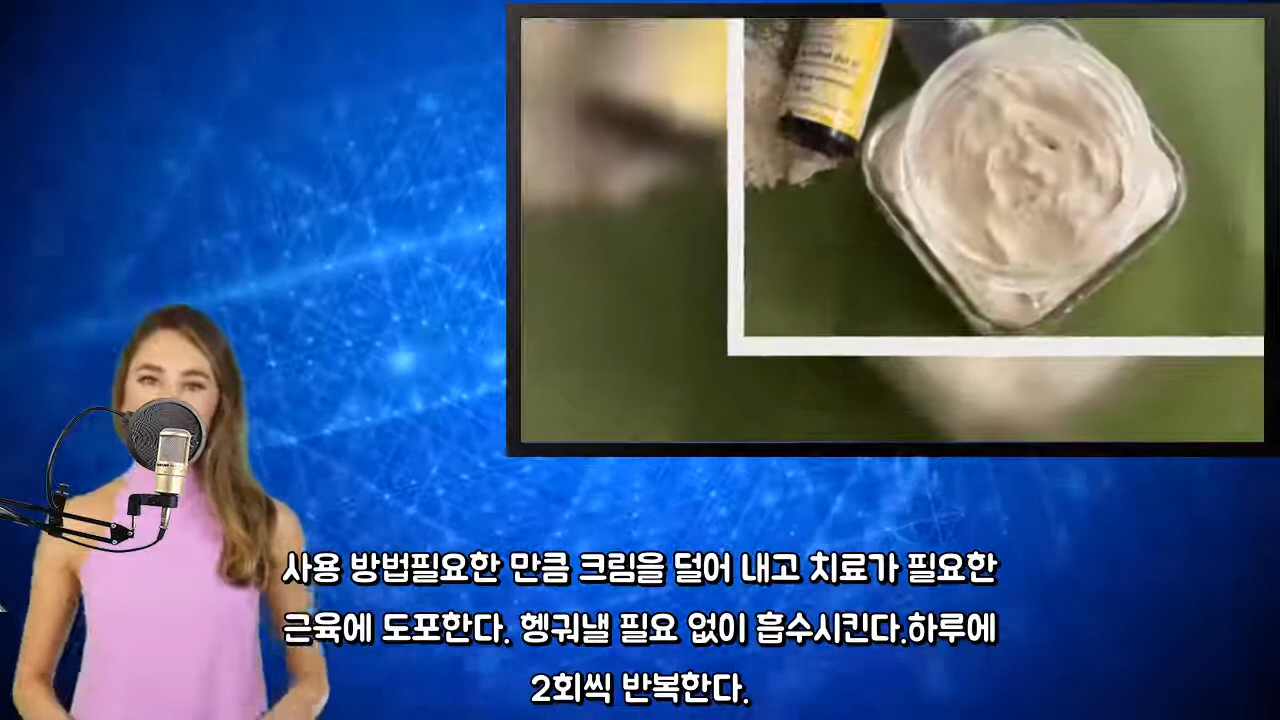 사용 방법필요한 만큼 크림을 덜어 내고 치료가 필요한
근육에 도포한다. 헹궈낼 필요 없이 흡수시킨다.하루에
2회씩 반복한다.